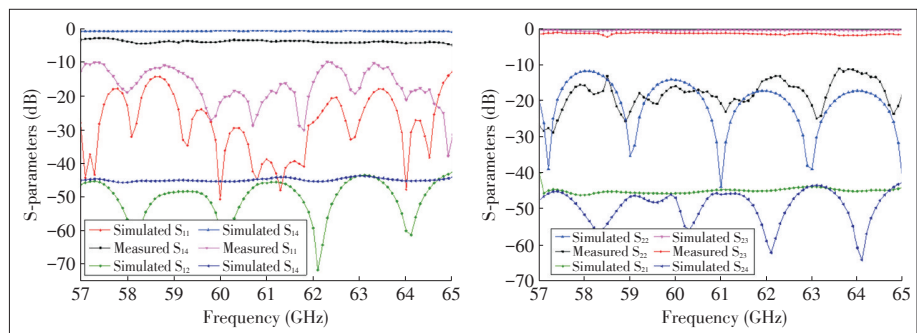 0
-10
-20
-30
-40
-50
-60
-70
S-parameters (dB)
Simulated S11 Simulated S14
Measured S14 Measured S11
Simulated S12 Simulated S14
57 58 59 60 61 62 63 64 65
Frequency (GHz)
0
-10
-20
-30
-40
-50
-60
-70
S-parameters (dB)
Simulated S22 Simulated S23
Measured S22 Measured S23
Simulated S21 Simulated S24
57 58 59 60 61 62 63 64 65
Frequency (GHz)